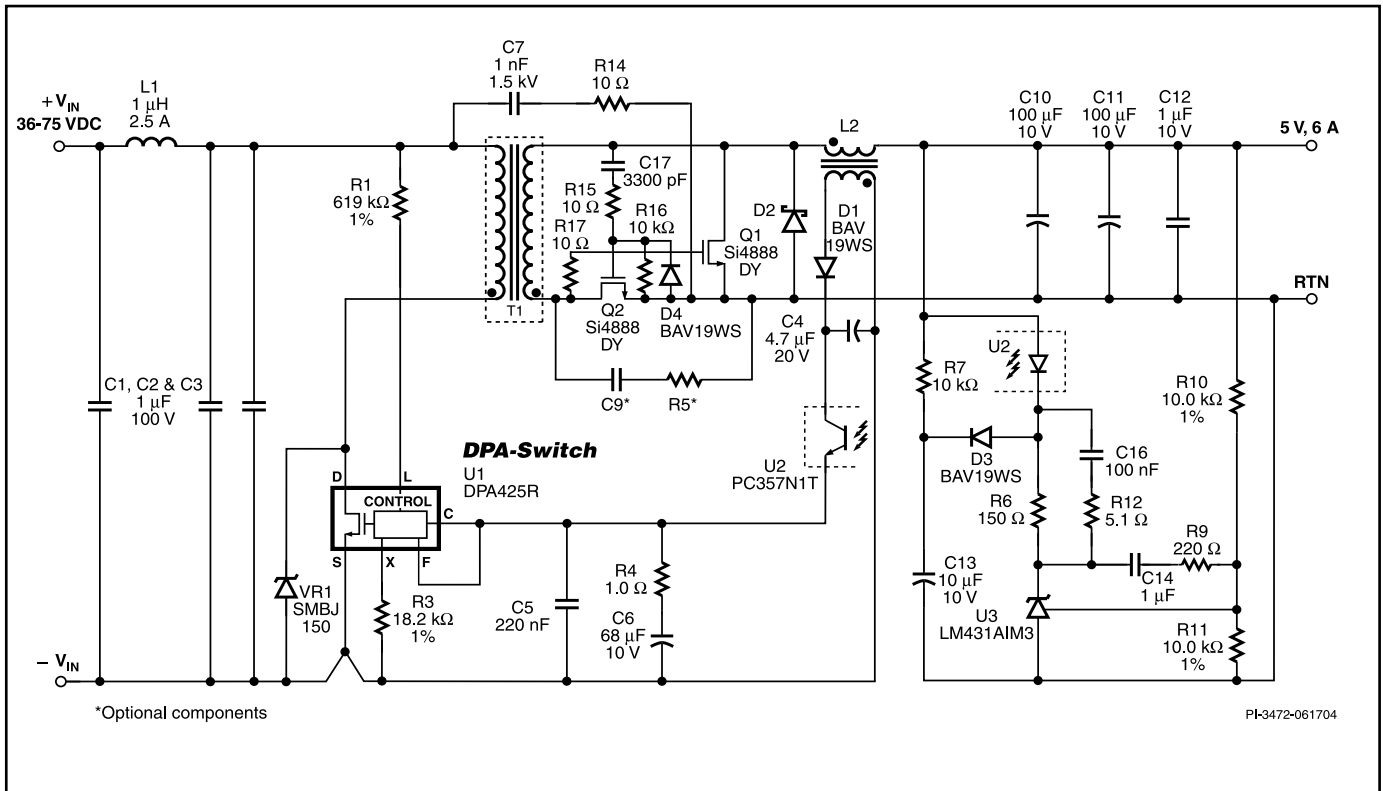 C7
1 nF
1.5 kV
R14
10 Ω
L1
1 μH
2.5 A
+ VIN
36-75 VDC
R1
619 kΩ
1%
T1
C17
3300 pF
R15
10 Ω
R16
10 kΩ
R17
10 Ω
Q1
Si4888
DY
Q2
Si4888
DY
D4
BAV19WS
C9*
R5*
D2
L2
D1
BAV
19WS
C4
4.7 μF
20 V
C10
100 μF
10 V
C11
100 μF
10 V
C12
1 μF
10 V
5 V, 6 A
RTN
C1, C2 & C3
1 μF
100 V
DPA-Switch
U1
DPA425R
D
L
CONTROL
C
S
X
F
VR1
SMBJ
150
R3
18.2 kΩ
1%
C5
220 nF
R4
1.0 Ω
C6
68 μF
10 V
U2
PC357N1T
U2
R7
10 kΩ
D3
BAV19WS
R6
150 Ω
C16
100 nF
R12
5.1 Ω
R10
10.0 kΩ
1%
R9
220 Ω
C14
1 μF
C13
10 μF
10 V
U3
LM431AIM3
R11
10.0 kΩ
1%
− VIN
*Optional components
PI-3472-061704